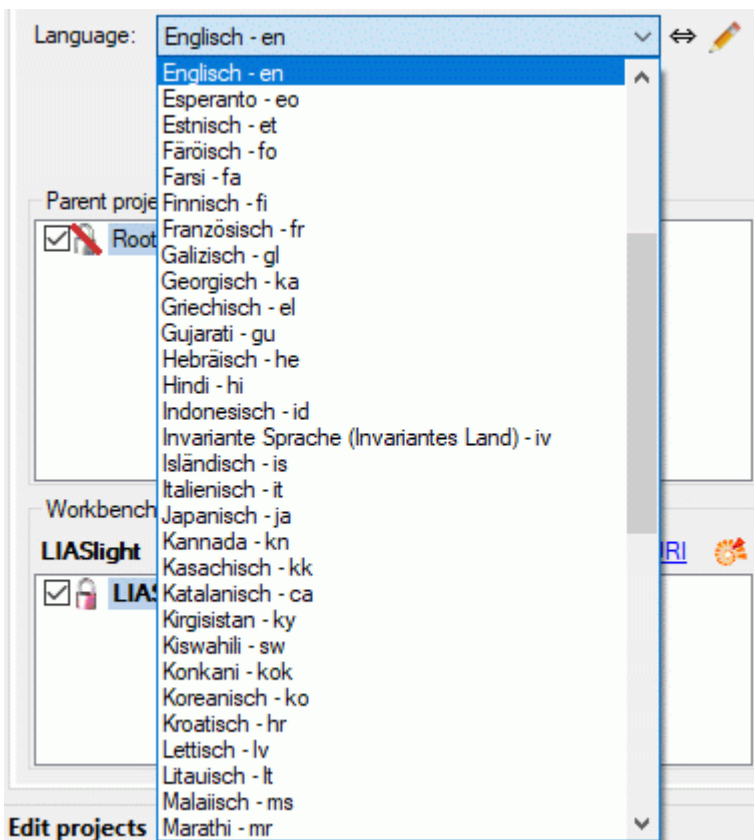 Language: Englisch - en
Englisch - en
Esperanto - eo
Estnisch - et
Färöisch - fo
Farsi - fa
Parent proje
Finnisch - fi
Root
Französisch - fr
Galizisch - gl
Georgisch - ka
Griechisch - el
Gujarati - gu
Hebräisch - he
Hindi - hi
Indonesisch - id
Invariante Sprache (Invariantes Land) - iv
Isländisch - is
Italienisch - it
Workbench
Japanisch - ja
Kannada - kn
LIASlight
RI
Kasachisch - kk
LIAS
Katalanisch - ca
Kirgisistan - ky
Kiswahili - sw
Konkani - kok
Koreanisch - ko
Kroatisch - hr
Lettisch - lv
Litauisch - lt
Malaiisch - ms
Edit projects
Marathi - mr